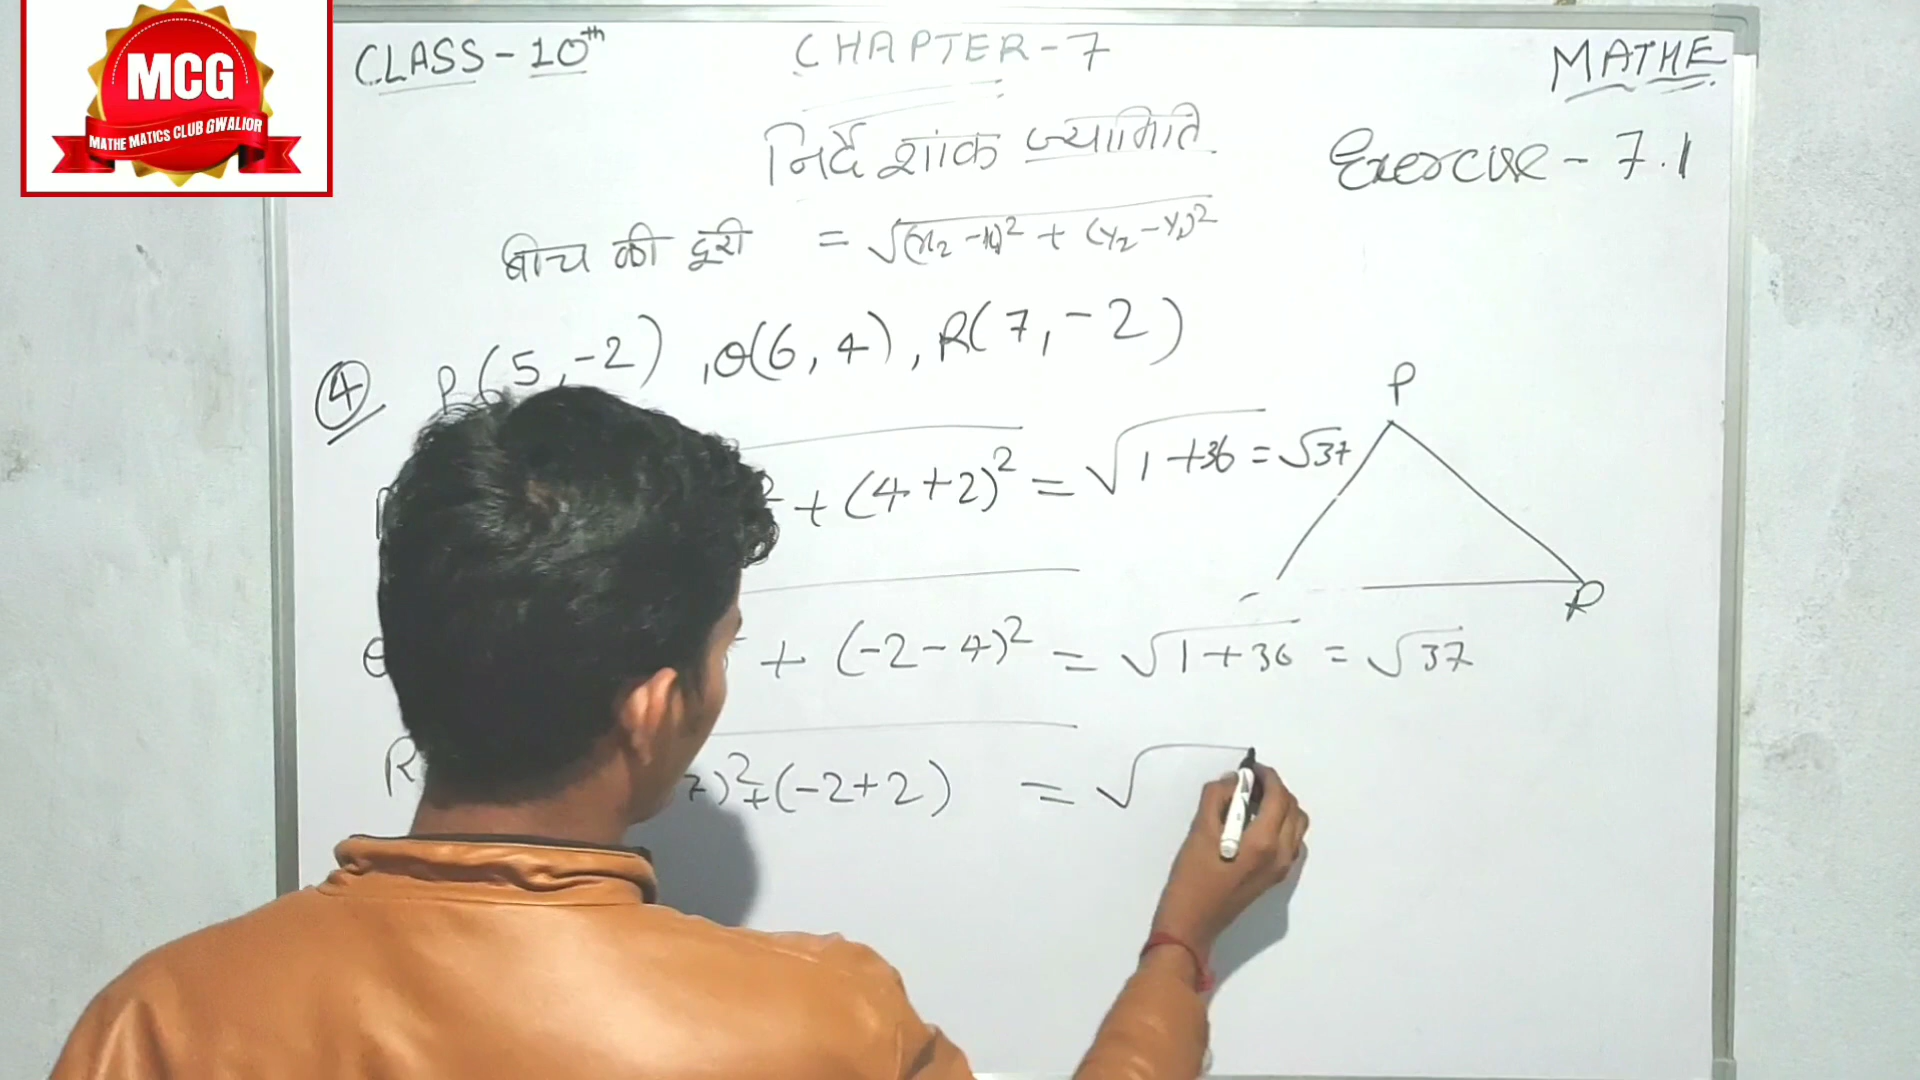 MCG
MATHE MATICS CLUB GWALIOR
CLASS - 10th
CHAPTER - 7
MATHE
निर्देशांक ज्यामिति
Exercise - 7.1
बीच की दूरी = √(x₂ - x₁)² + (y₂ - y₁)²
④ P(5, -2), Q(6, 4), R(7, -2)
P
+ (4+2)² = √1+36 = √37
R
+ (-2-4)² = √1+36 = √37
R 7)² + (-2+2) = √